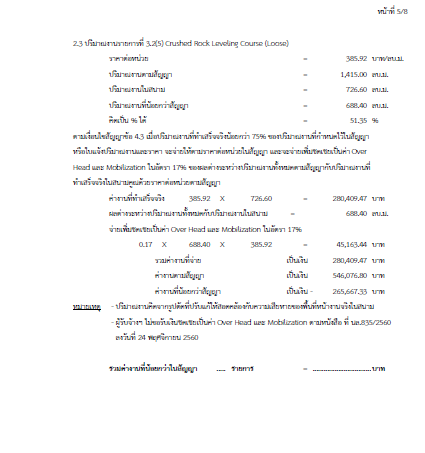 หน้าที่ 5/8
2.3 ปริมาณงานรายการที่ 3.2(5) Crushed Rock Leveling Course (Loose)
ราคาต่อหน่วย = 385.92 บาท/ลบ.ม.
ปริมาณงานตามสัญญา = 1,415.00 ลบ.ม.
ปริมาณงานในสนาม = 726.60 ลบ.ม.
ปริมาณงานที่น้อยกว่าสัญญา = 688.40 ลบ.ม.
คิดเป็น % ได้ = 51.35 %
ตามเงื่อนไขสัญญาข้อ 4.3 เมื่อปริมาณงานที่ทำเสร็จจริงน้อยกว่า 75% ของปริมาณงานที่กำหนดไว้ในสัญญา
หรือใบแจ้งปริมาณงานและราคา จะจ่ายให้ตามราคาต่อหน่วยในสัญญา และจะจ่ายเพิ่มชดเชยเป็นค่า Over
Head และ Mobilization ในอัตรา 17% ของผลต่างระหว่างปริมาณงานทั้งหมดตามสัญญากับปริมาณงานที่
ทำเสร็จจริงในสนามคูณด้วยราคาต่อหน่วยตามสัญญา
ค่างานที่ทำเสร็จจริง 385.92 X 726.60 = 280,409.47 บาท
ผลต่างระหว่างปริมาณงานทั้งหมดกับปริมาณงานในสนาม = 688.40 ลบ.ม.
จ่ายเพิ่มชดเชยเป็นค่า Over Head และ Mobilization ในอัตรา 17%
0.17 X 688.40 X 385.92 = 45,163.44 บาท
รวมค่างานที่จ่าย เป็นเงิน 280,409.47 บาท
ค่างานตามสัญญา เป็นเงิน 546,076.80 บาท
ค่างานที่น้อยกว่าสัญญา เป็นเงิน - 265,667.33 บาท
หมายเหตุ - ปริมาณงานคิดจากรูปตัดที่ปรับแก้ให้สอดคล้องกับความเสียหายของพื้นที่หน้างานจริงในสนาม
- ผู้รับจ้างฯ ไม่ขอรับเงินชดเชยเป็นค่า Over Head และ Mobilization ตามหนังสือ ที่ นล.835/2560
ลงวันที่ 24 พฤศจิกายน 2560
รวมค่างานที่น้อยกว่าในสัญญา ..... รายการ = ..............................บาท